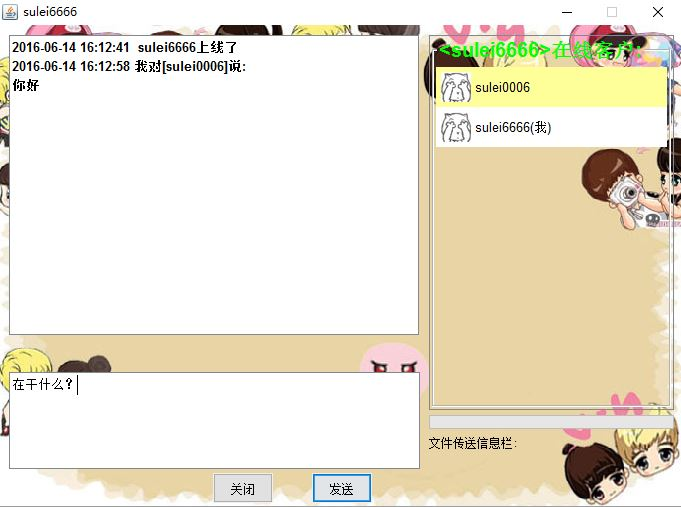 sulei6666
2016-06-14 16:12:41 sulei6666上线了
2016-06-14 16:12:58 我对[sulei0006]说:
你好
<sulei6666>在线客户:
sulei0006
sulei6666(我)
在干什么?
文件传送信息栏:
关闭
发送